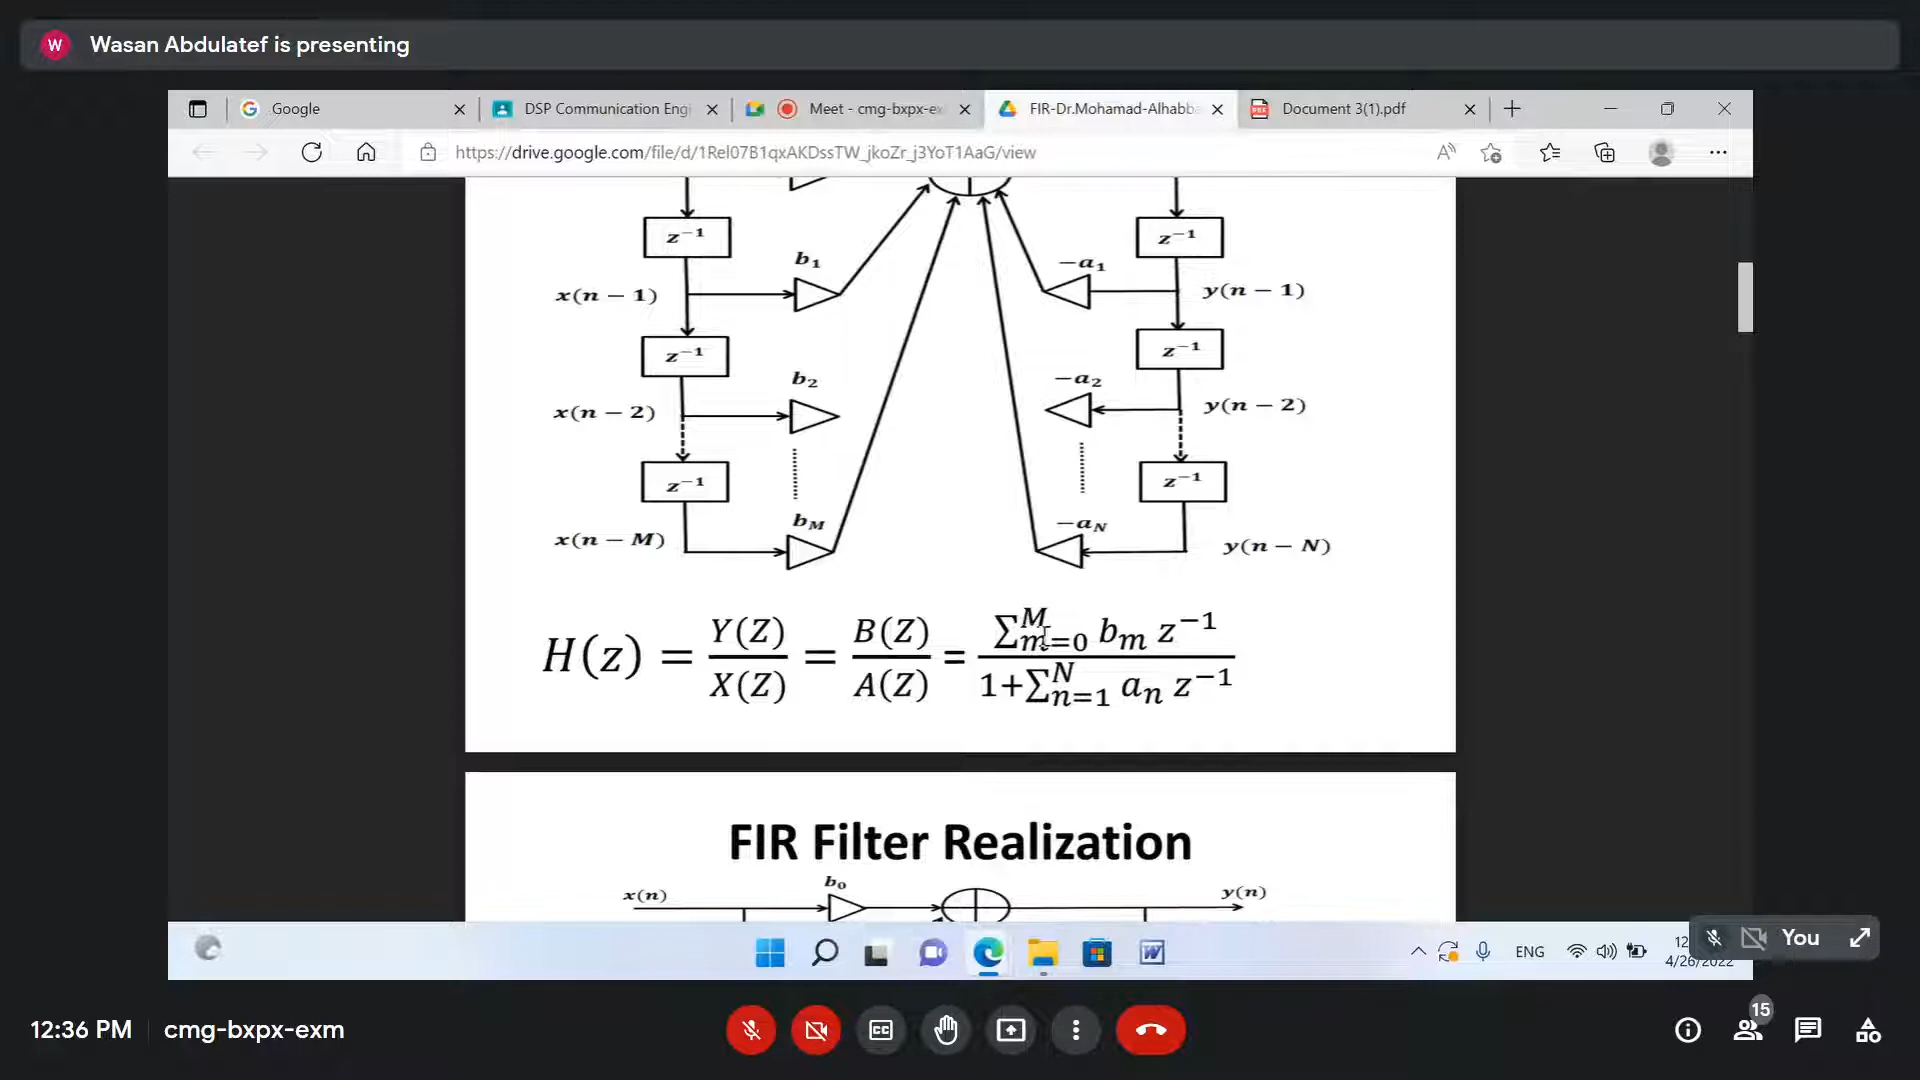 W Wasan Abdulatef is presenting
Google
DSP Communication Engi
Meet - cmg-bxpx-ex
FIR-Dr.Mohamad-Alhabba
Document 3(1).pdf
https://drive.google.com/file/d/1Rel07B1qxAKDssTW_jkoZr_j3YoT1AaG/view
z⁻¹ z⁻¹
b₁ −a₁
x(n − 1) y(n − 1)
z⁻¹ z⁻¹
b₂ −a₂
x(n − 2) y(n − 2)
z⁻¹ z⁻¹
b_M −a_N
x(n − M) y(n − N)
H(z) = Y(Z)/X(Z) = B(Z)/A(Z) = ∑_{m=0}^{M} b_m z⁻¹ / 1+∑_{n=1}^{N} a_n z⁻¹
FIR Filter Realization
x(n) b₀ y(n)
ENG
12
4/26/2022
You
12:36 PM cmg-bxpx-exm
CC
15